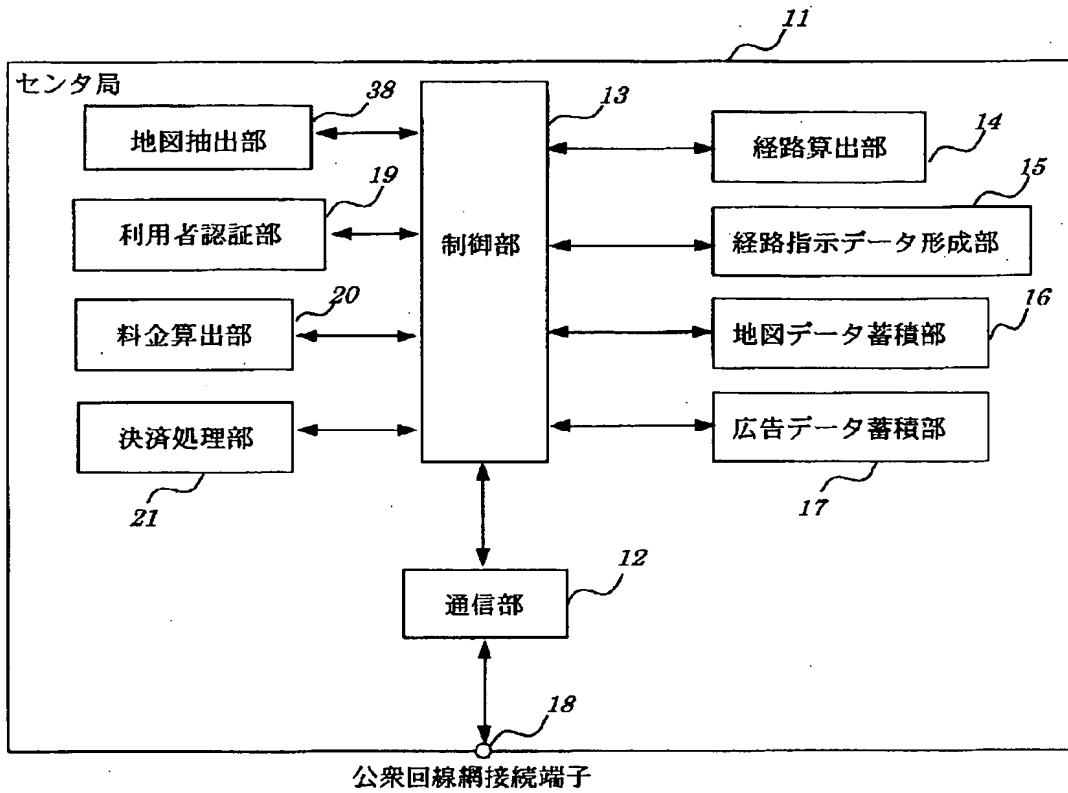 11
センタ局
38
地図抽出部
19
利用者認証部
20
料金算出部
決済処理部
21
13
制御部
経路算出部
14
15
経路指示データ形成部
16
地図データ蓄積部
広告データ蓄積部
17
12
通信部
18
公衆回線網接続端子